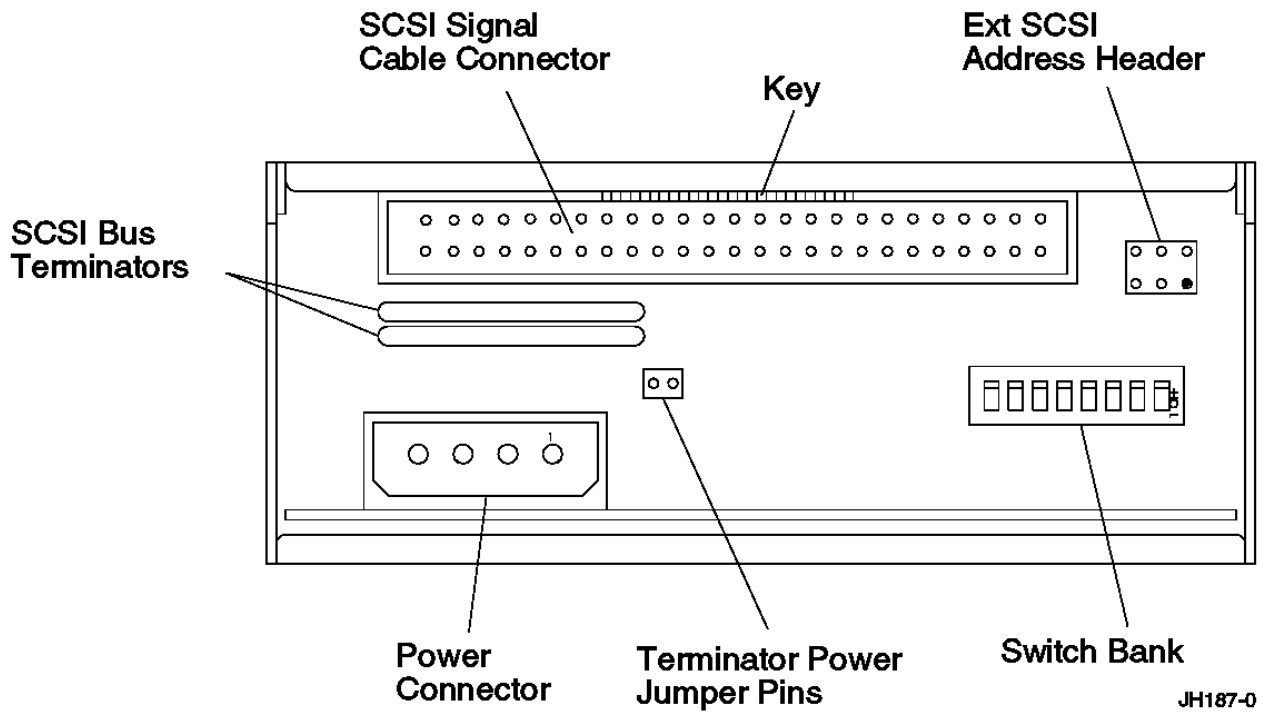 SCSI Signal
Cable Connector
Ext SCSI
Address Header
Key
SCSI Bus
Terminators
1
Power
Connector
Terminator Power
Jumper Pins
Switch Bank
JH187-0